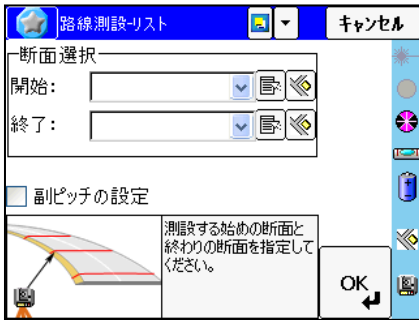 路線測設-リスト
キャンセル
断面選択
開始:
終了:
副ピッチの設定
測設する始めの断面と
終わりの断面を指定して
ください。
OK